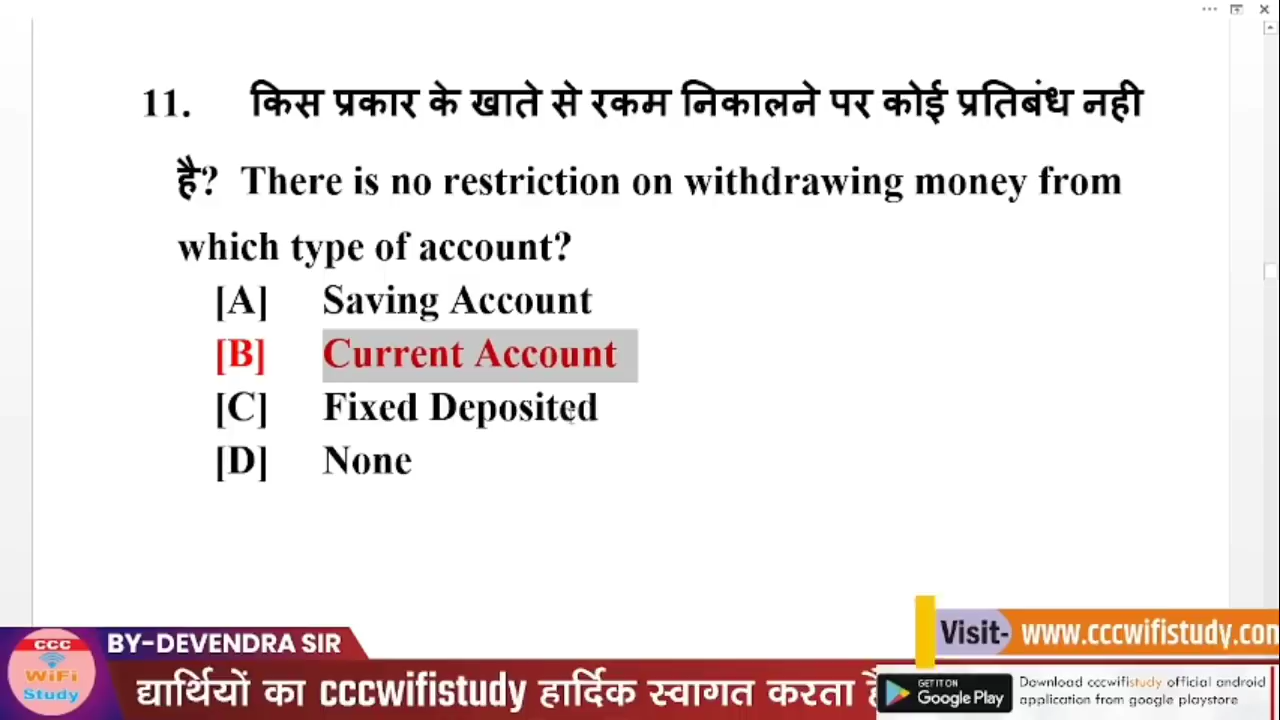 11. किस प्रकार के खाते से रकम निकालने पर कोई प्रतिबंध नही
है? There is no restriction on withdrawing money from
which type of account?
[A] Saving Account
[B] Current Account
[C] Fixed Deposited
[D] None
CCC
WiFi
Study
BY-DEVENDRA SIR
Visit- www.cccwifistudy.con
द्यार्थियों का cccwifistudy हार्दिक स्वागत करता है
GET IT ON
Google Play
Download cccwifistudy official android
application from google playstore